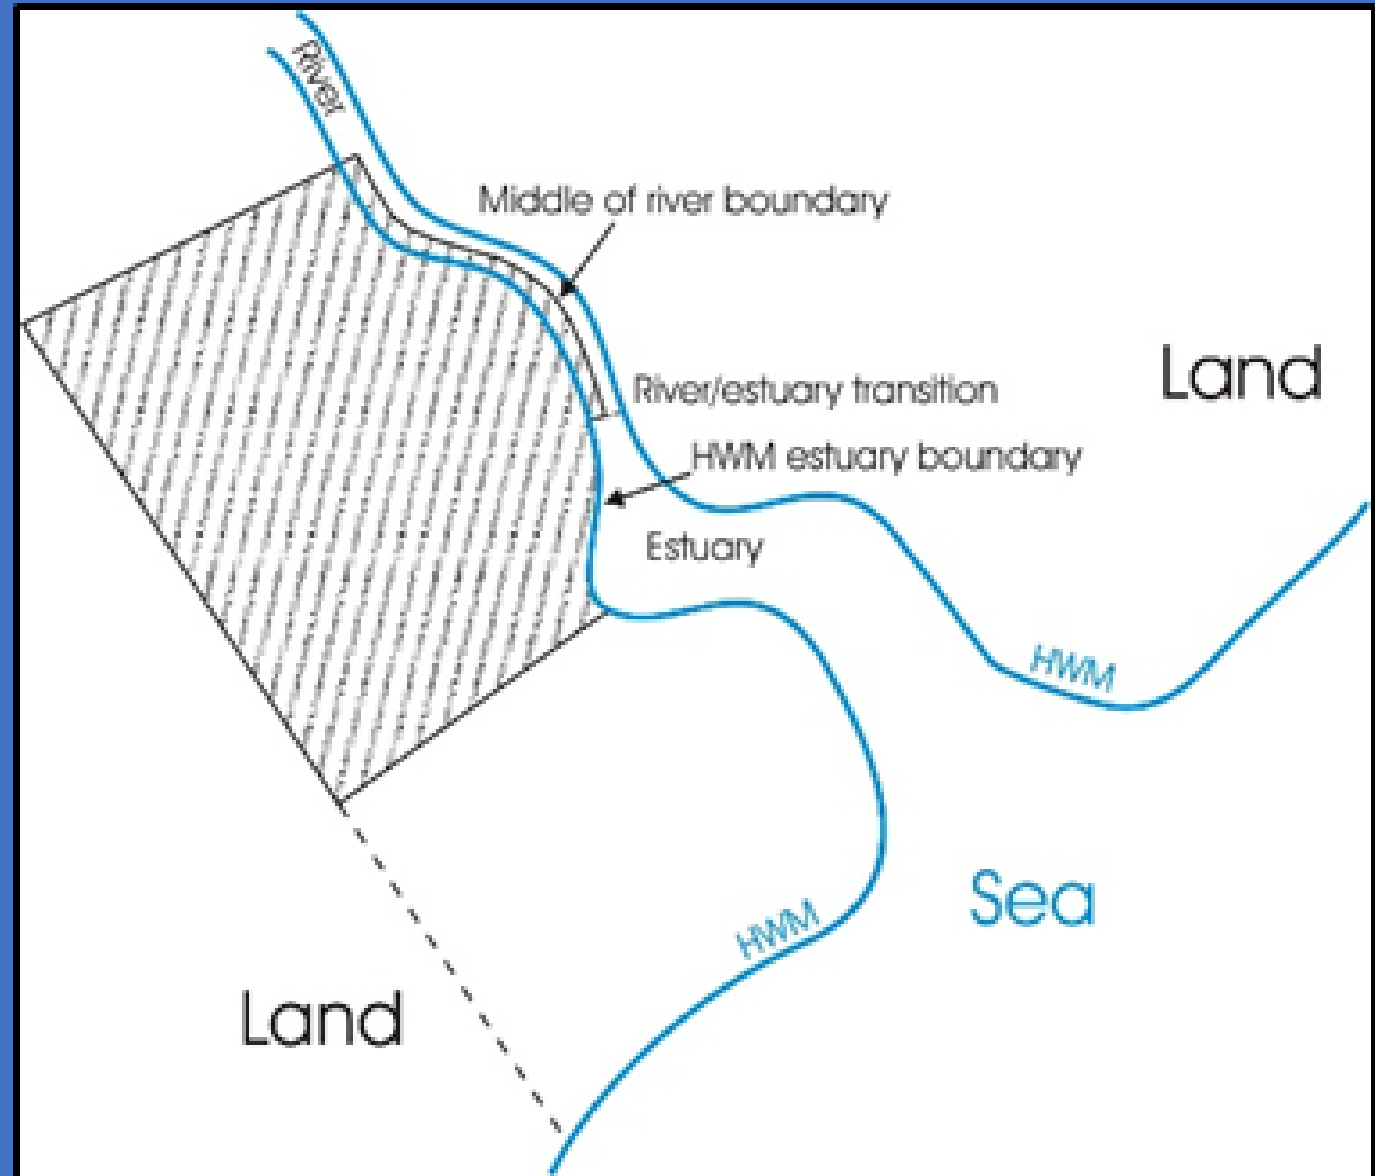 River
Middle of river boundary
Land
River/estuary transition
HWM estuary boundary
Estuary
HWM
Sea
HWM
Land